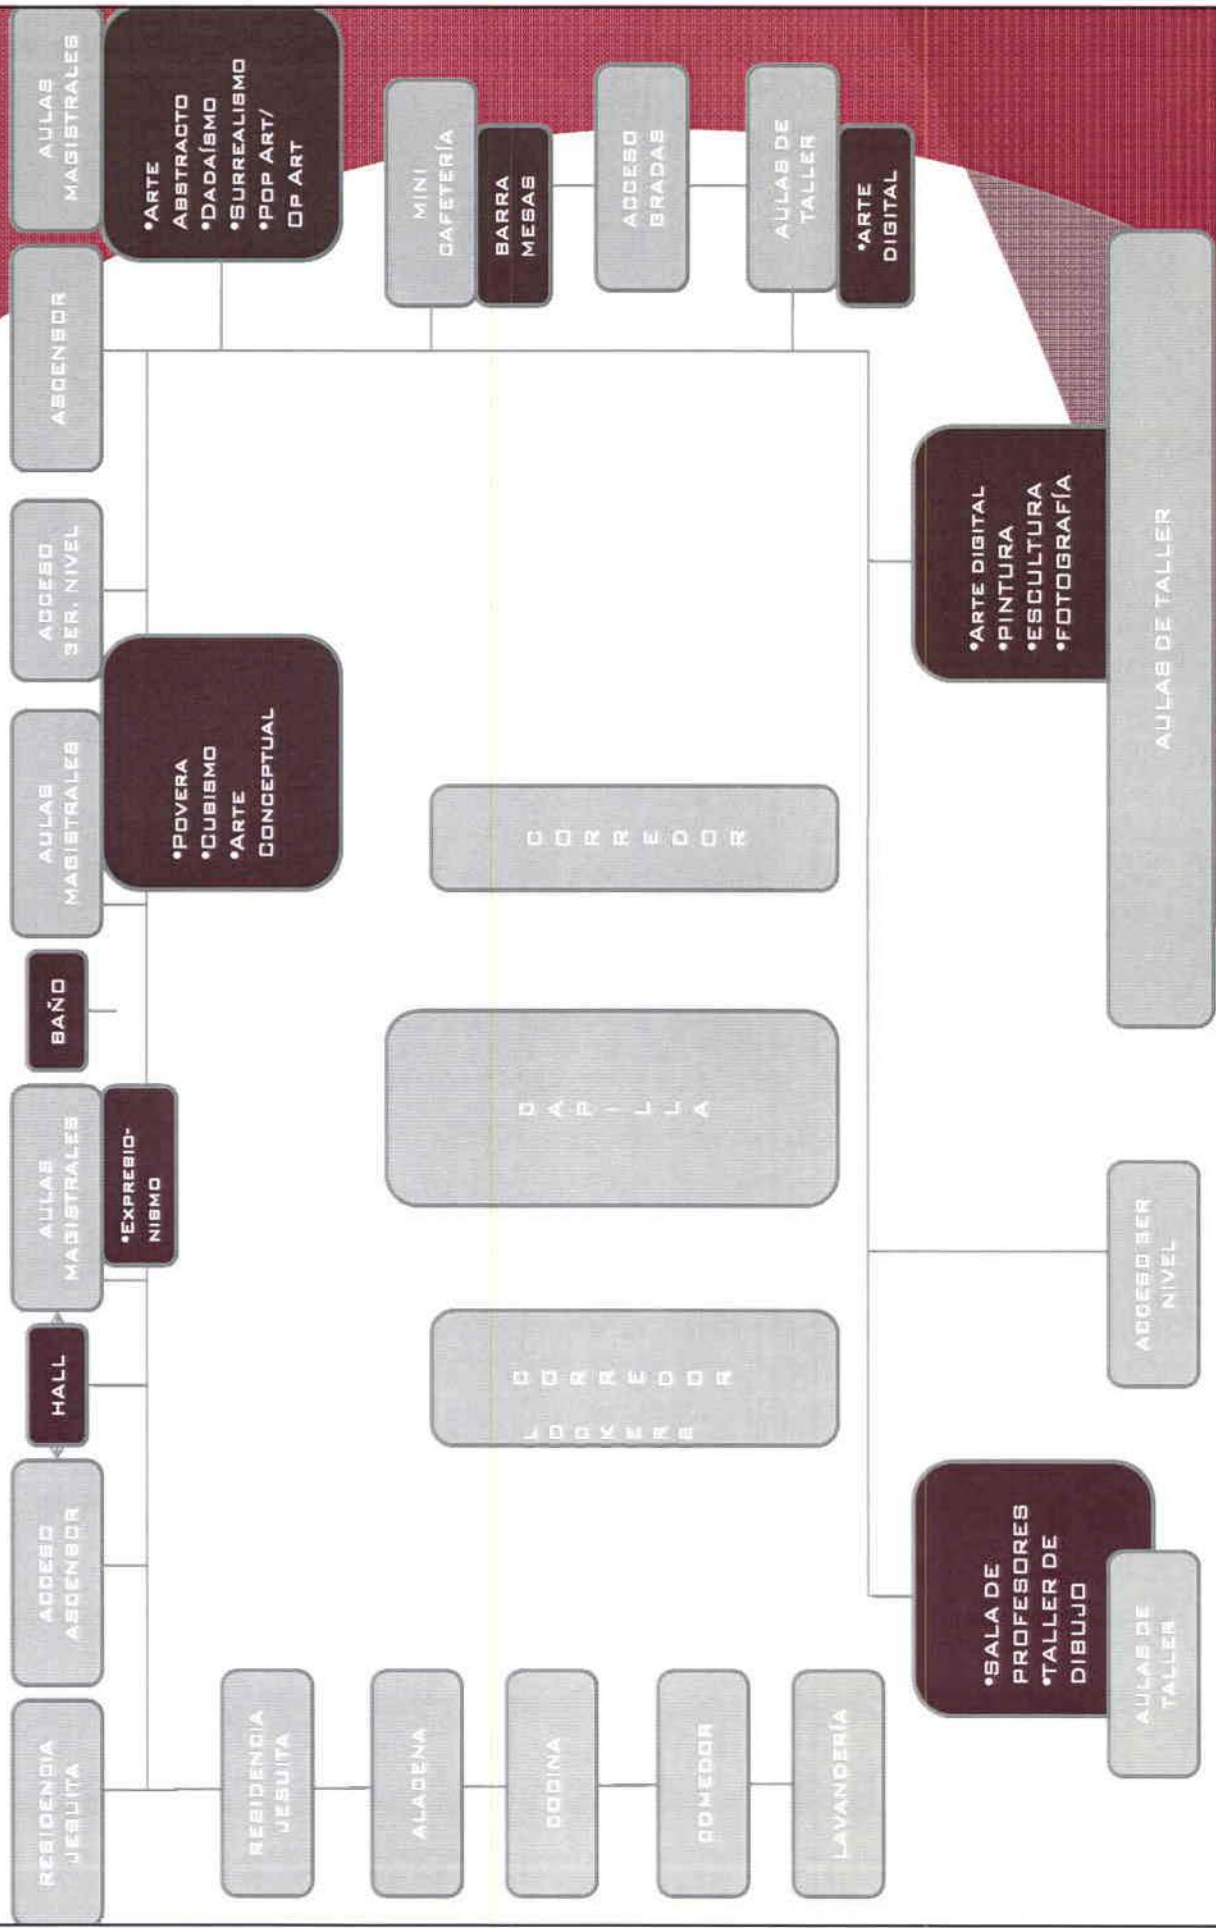 RESIDENCIA
JESUITA
ACCESO
ASCENSOR
HALL
AULAS
MAGISTRALES
•EXPRESIO-
NISMO
BAÑO
AULAS
MAGISTRALES
•POVERA
•CUBISMO
•ARTE
CONCEPTUAL
ACCESO
3ER. NIVEL
ASCENSOR
AULAS
MAGISTRALES
•ARTE
ABSTRACTO
•DADAÍSMO
•SURREALISMO
•POP ART/
OP ART
RESIDENCIA
JESUITA
ALACENA
COCINA
COMEDOR
LAVANDERÍA
CORREDOR
LOCKERS
CAPILLA
CORREDOR
MINI
CAFETERÍA
BARRA
MESAS
ACCESO
GRADAS
AULAS DE
TALLER
•ARTE
DIGITAL
•SALA DE
PROFESORES
•TALLER DE
DIBUJO
AULAS DE
TALLER
ACCESO 3ER
NIVEL
•ARTE DIGITAL
•PINTURA
•ESCULTURA
•FOTOGRAFÍA
AULAS DE TALLER